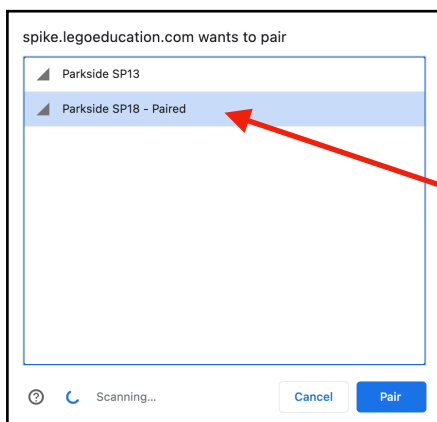 spike.legoeducation.com wants to pair
Parkside SP13
Parkside SP18 - Paired
Scanning...
Cancel
Pair